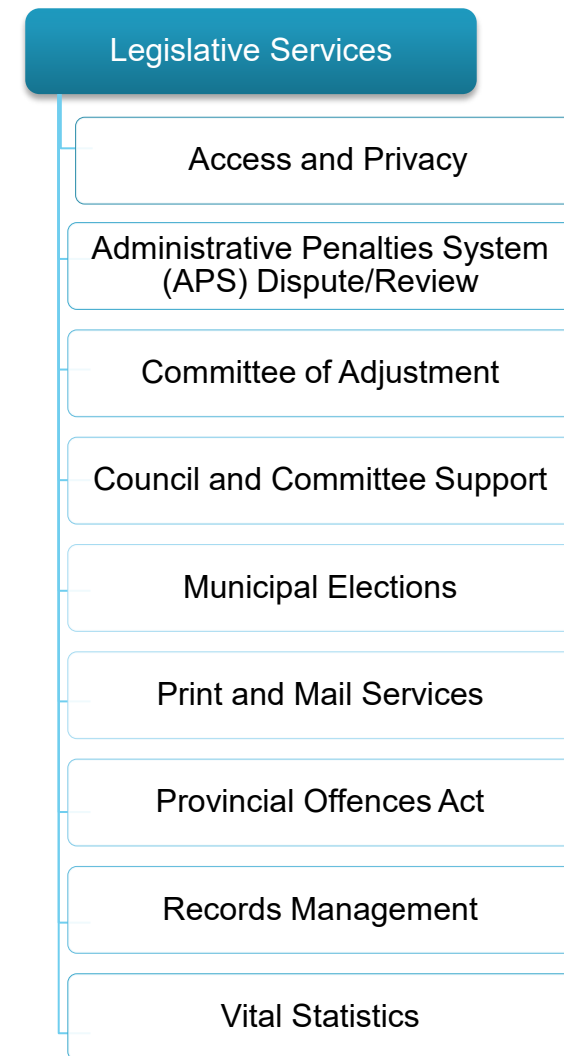 Legislative Services
Access and Privacy
Administrative Penalties System
(APS) Dispute/Review
Committee of Adjustment
Council and Committee Support
Municipal Elections
Print and Mail Services
Provincial Offences Act
Records Management
Vital Statistics